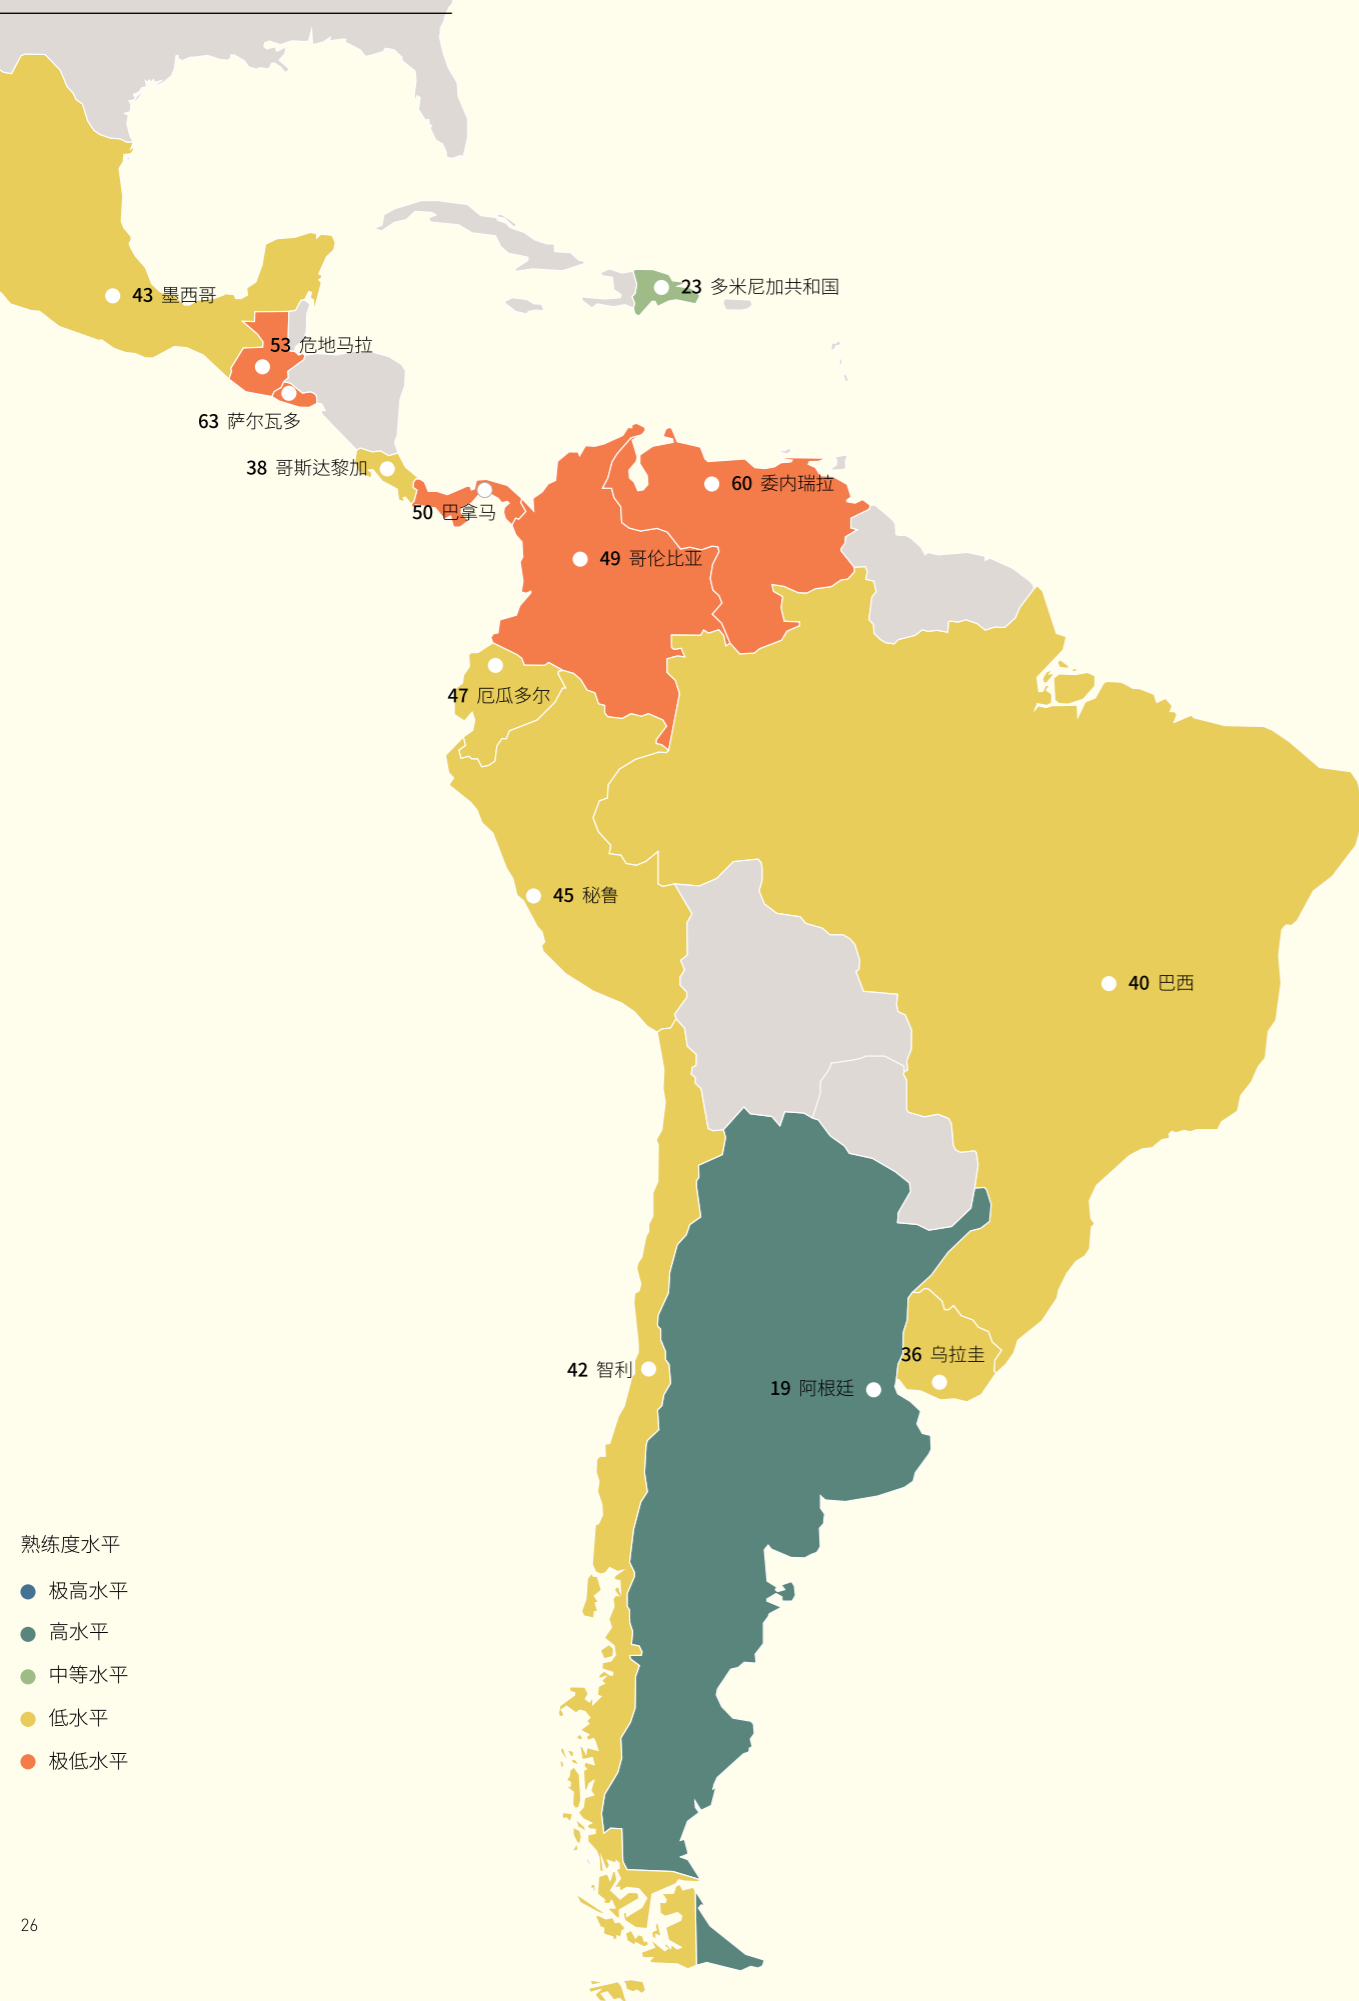 43 墨西哥
23 多米尼加共和国
53 危地马拉
63 萨尔瓦多
38 哥斯达黎加
60 委内瑞拉
50 巴拿马
49 哥伦比亚
47 厄瓜多尔
45 秘鲁
40 巴西
36 乌拉圭
42 智利
19 阿根廷
熟练度水平
极高水平
高水平
中等水平
低水平
极低水平
26